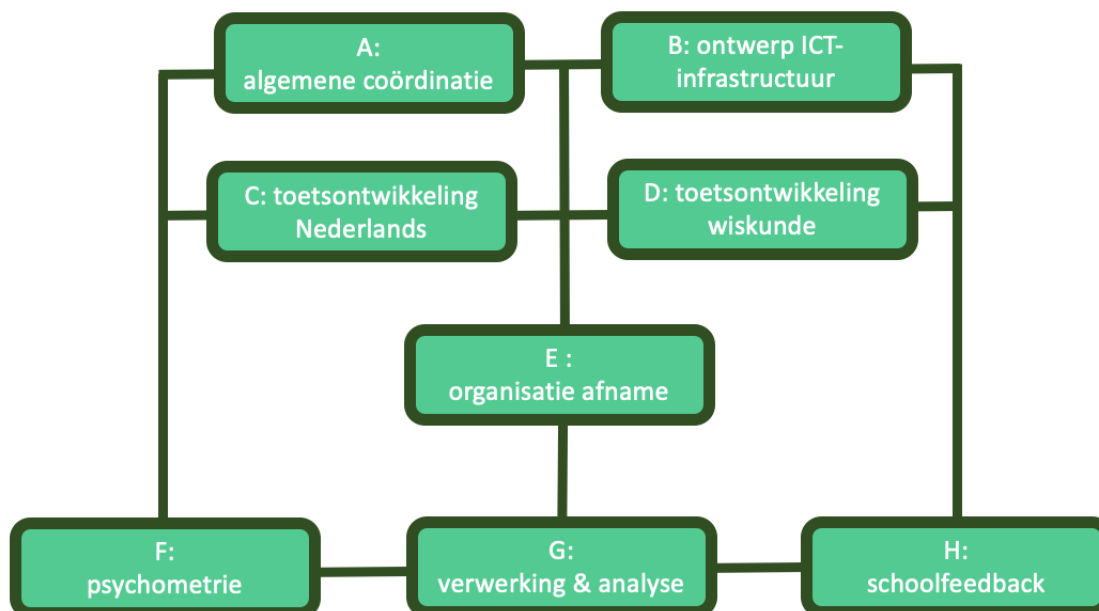 A:
algemene coördinatie
B: ontwerp ICT-
infrastructuur
C: toetsontwikkeling
Nederlands
D: toetsontwikkeling
wiskunde
E :
organisatie afname
F:
psychometrie
G:
verwerking & analyse
H:
schoolfeedback